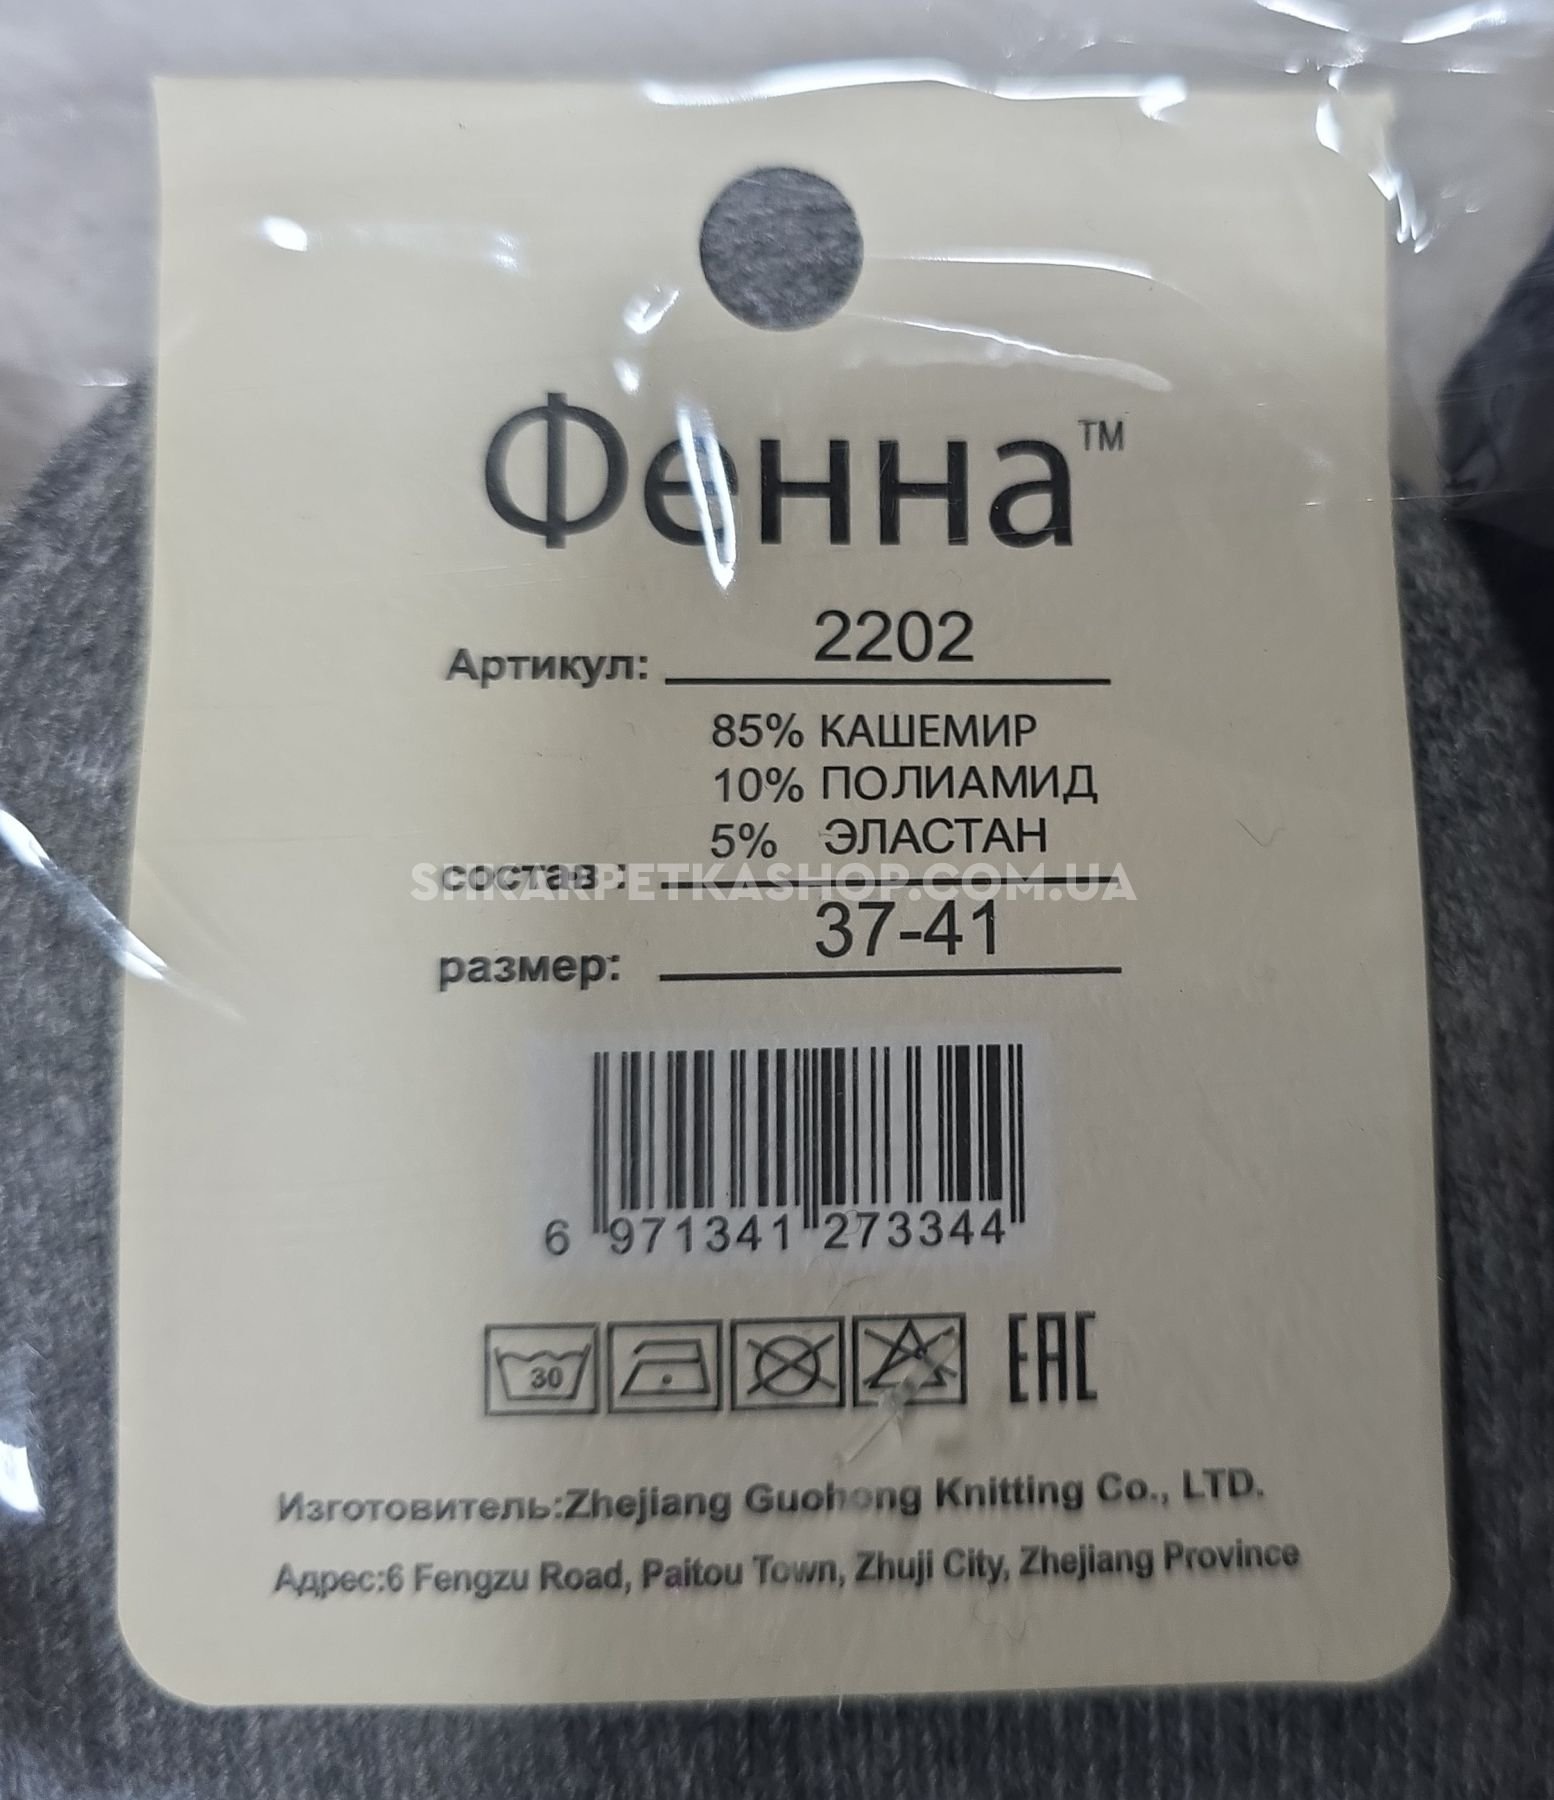 Фенна™
Артикул: 2202
85% КАШЕМИР
10% ПОЛИАМИД
5% ЭЛАСТАН
состав :
SHKARPETKASHOP.COM.UA
размер: 37-41
6 971341 273344
30 EAC
Изготовитель:Zhejiang Guohong Knitting Co., LTD.
Адрес:6 Fengzu Road, Paitou Town, Zhuji City, Zhejiang Province